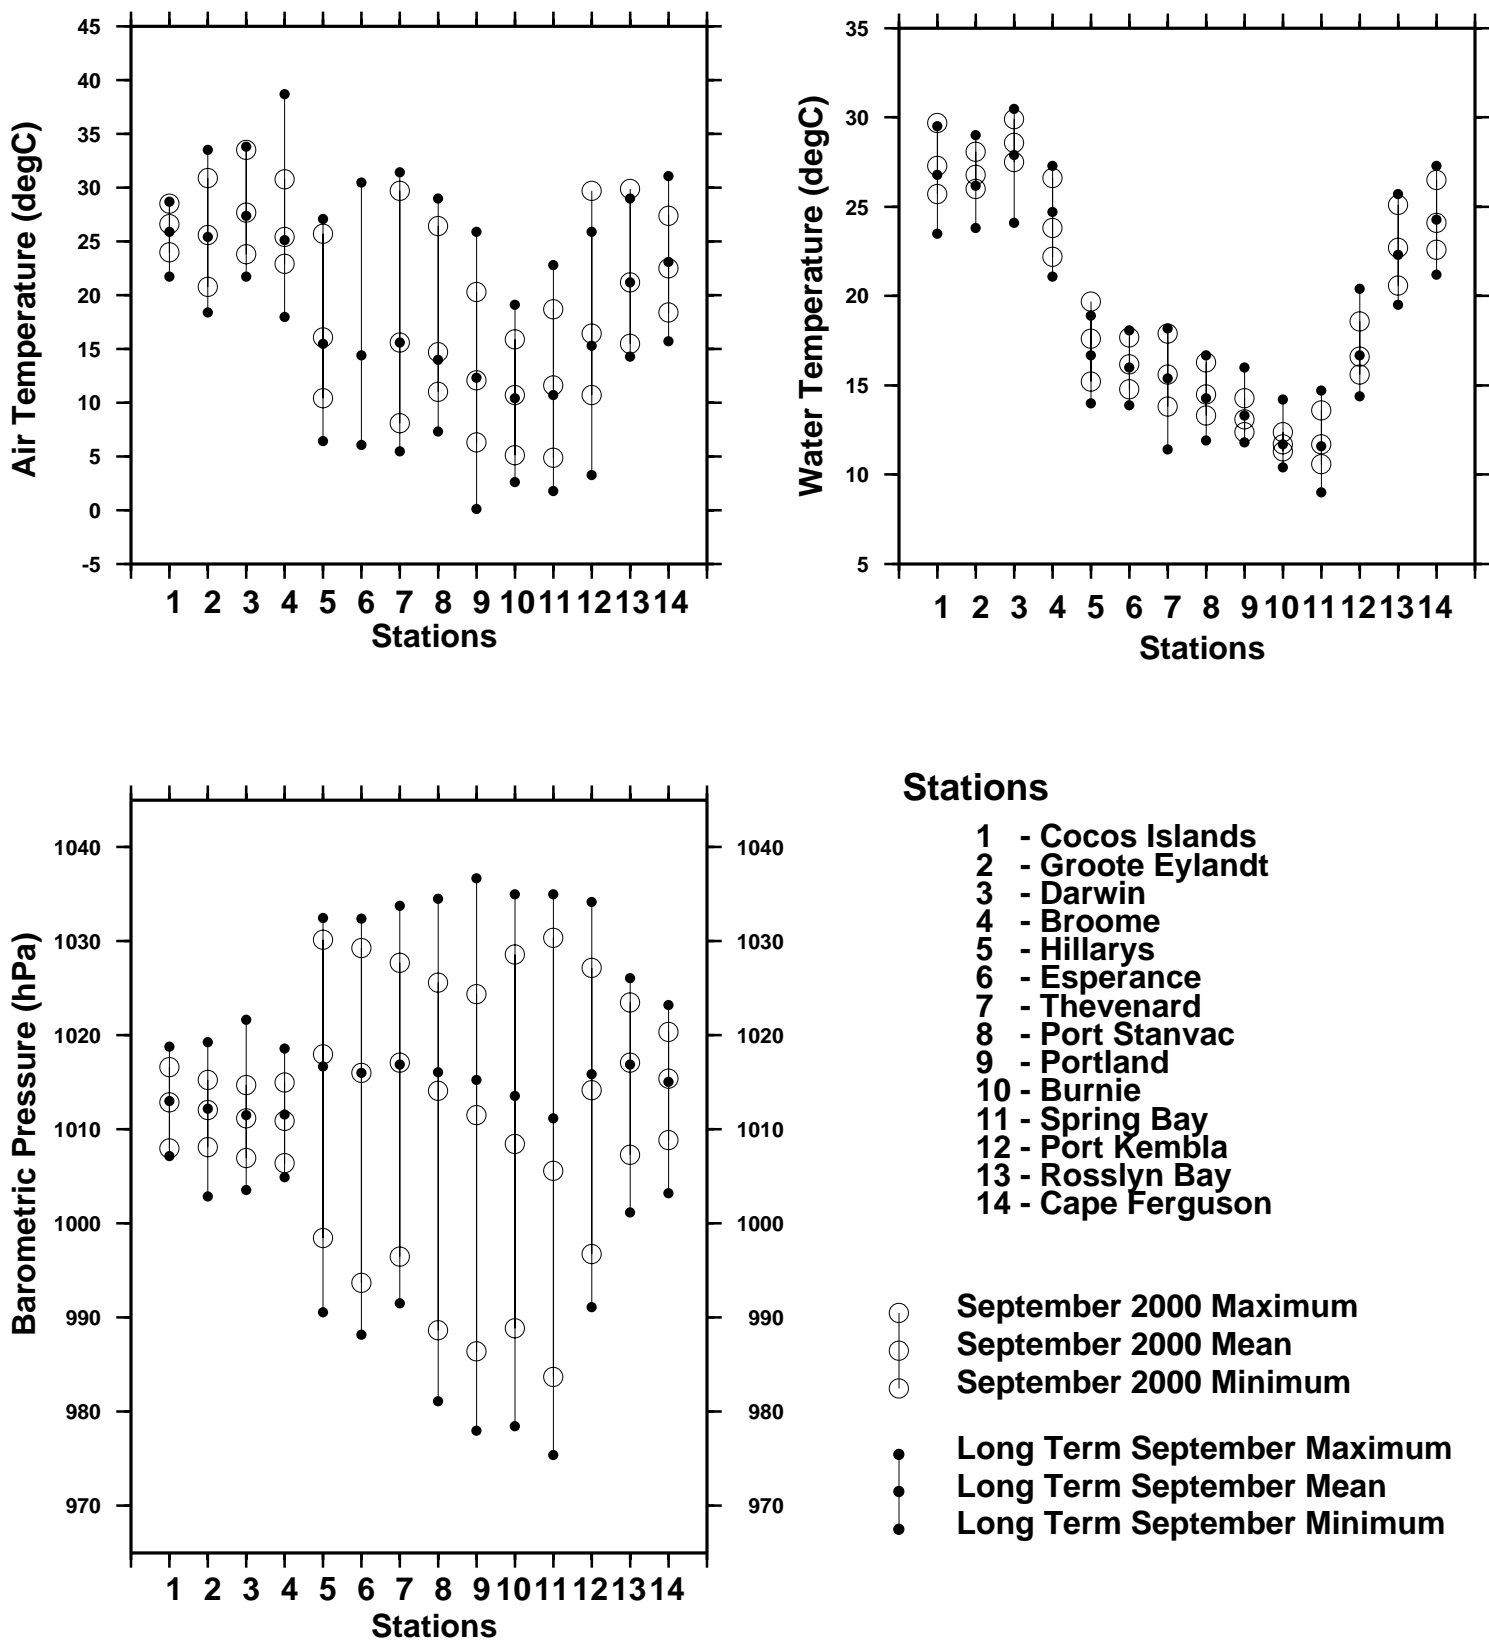 45
40
35
30
25
20
15
10
5
0
-5
Air Temperature (degC)
1 2 3 4 5 6 7 8 9 10 11 12 13 14
Stations
35
30
25
20
15
10
5
Water Temperature (degC)
1 2 3 4 5 6 7 8 9 10 11 12 13 14
Stations
1040 1040
1030 1030
1020 1020
1010 1010
1000 1000
990 990
980 980
970 970
Barometric Pressure (hPa)
1 2 3 4 5 6 7 8 9 10 11 12 13 14
Stations
Stations
1 - Cocos Islands
2 - Groote Eylandt
3 - Darwin
4 - Broome
5 - Hillarys
6 - Esperance
7 - Thevenard
8 - Port Stanvac
9 - Portland
10 - Burnie
11 - Spring Bay
12 - Port Kembla
13 - Rosslyn Bay
14 - Cape Ferguson
September 2000 Maximum
September 2000 Mean
September 2000 Minimum
Long Term September Maximum
Long Term September Mean
Long Term September Minimum